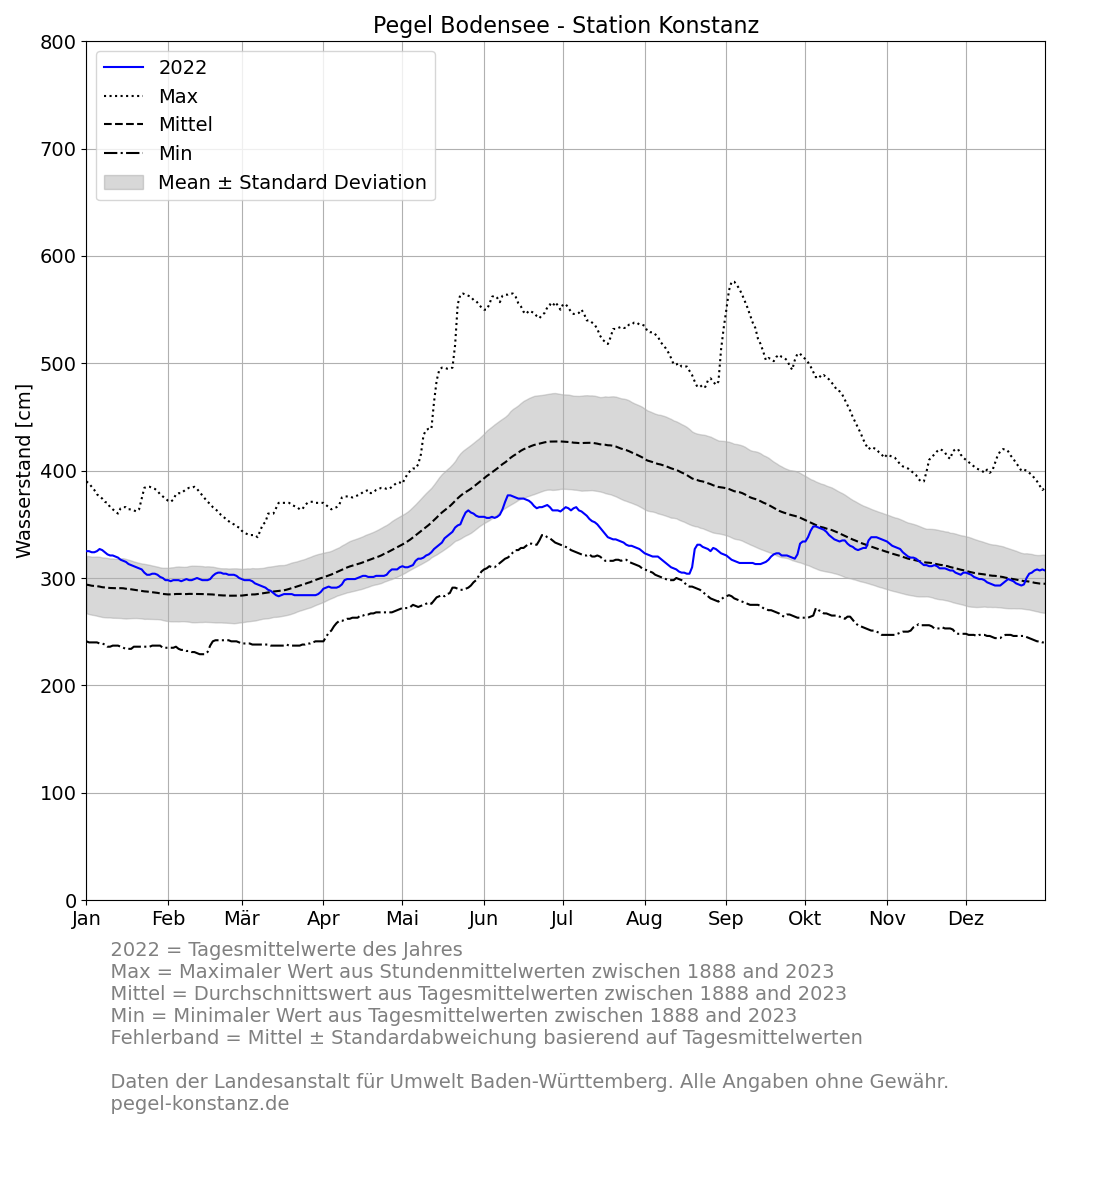 Pegel Bodensee - Station Konstanz
800
700
600
500
400
300
200
100
0
Wasserstand [cm]
2022
Max
Mittel
Min
Mean ± Standard Deviation
Jan Feb Mär Apr Mai Jun Jul Aug Sep Okt Nov Dez
2022 = Tagesmittelwerte des Jahres
Max = Maximaler Wert aus Stundenmittelwerten zwischen 1888 and 2023
Mittel = Durchschnittswert aus Tagesmittelwerten zwischen 1888 and 2023
Min = Minimaler Wert aus Tagesmittelwerten zwischen 1888 and 2023
Fehlerband = Mittel ± Standardabweichung basierend auf Tagesmittelwerten
Daten der Landesanstalt für Umwelt Baden-Württemberg. Alle Angaben ohne Gewähr.
pegel-konstanz.de